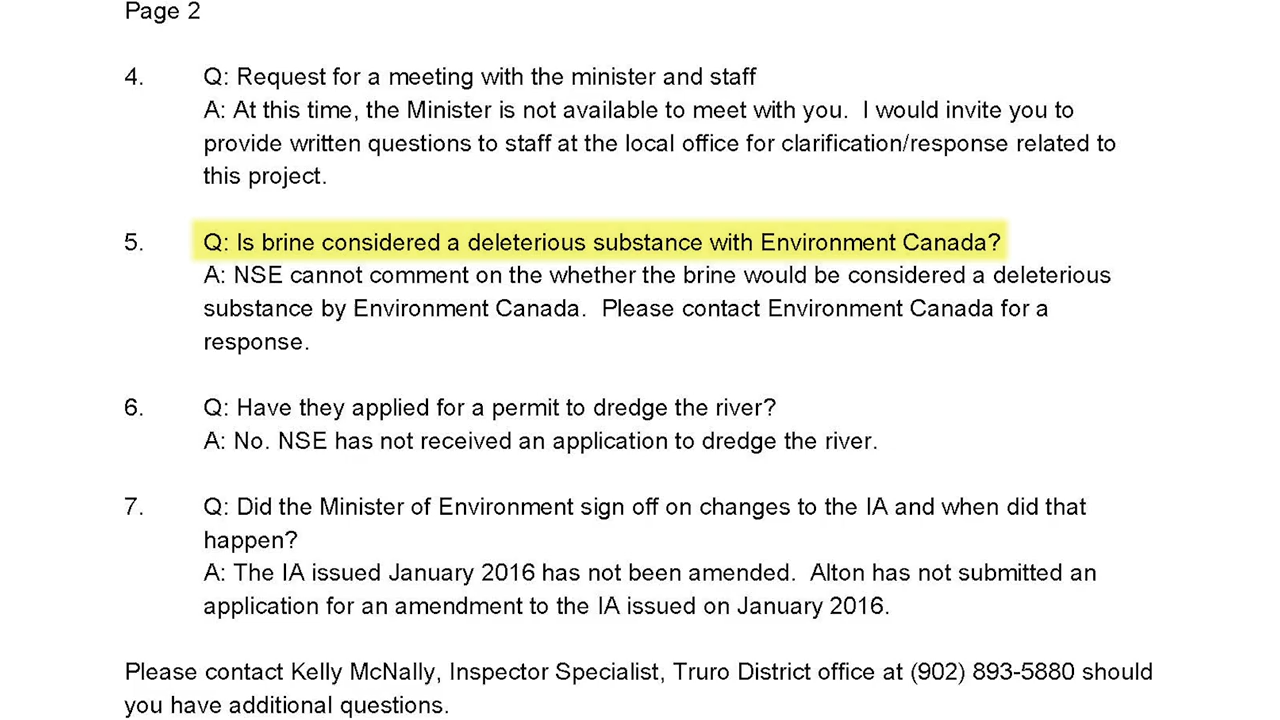 Page 2
4. Q: Request for a meeting with the minister and staff
A: At this time, the Minister is not available to meet with you. I would invite you to
provide written questions to staff at the local office for clarification/response related to
this project.
5. Q: Is brine considered a deleterious substance with Environment Canada?
A: NSE cannot comment on the whether the brine would be considered a deleterious
substance by Environment Canada. Please contact Environment Canada for a
response.
6. Q: Have they applied for a permit to dredge the river?
A: No. NSE has not received an application to dredge the river.
7. Q: Did the Minister of Environment sign off on changes to the IA and when did that
happen?
A: The IA issued January 2016 has not been amended. Alton has not submitted an
application for an amendment to the IA issued on January 2016.
Please contact Kelly McNally, Inspector Specialist, Truro District office at (902) 893-5880 should
you have additional questions.